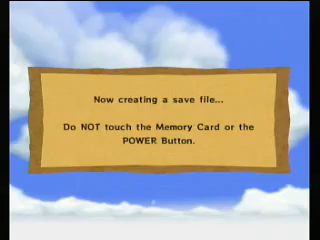 Now creating a save file...
Do NOT touch the Memory Card or the
POWER Button.